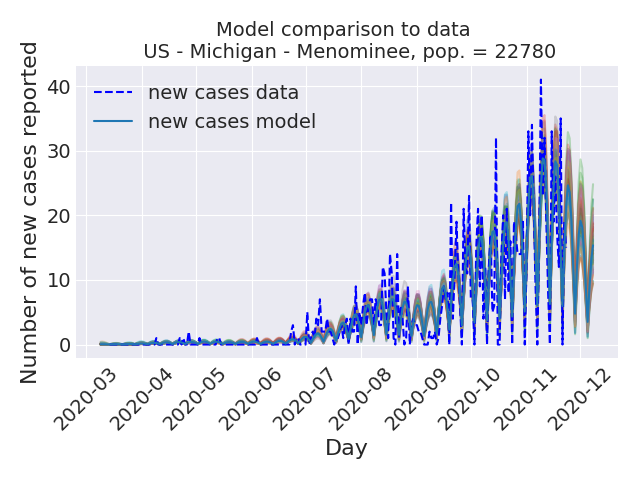 Model comparison to data
US - Michigan - Menominee, pop. = 22780
Number of new cases reported
40
30
20
10
0
new cases data
new cases model
2020-03
2020-04
2020-05
2020-06
2020-07
2020-08
2020-09
2020-10
2020-11
2020-12
Day